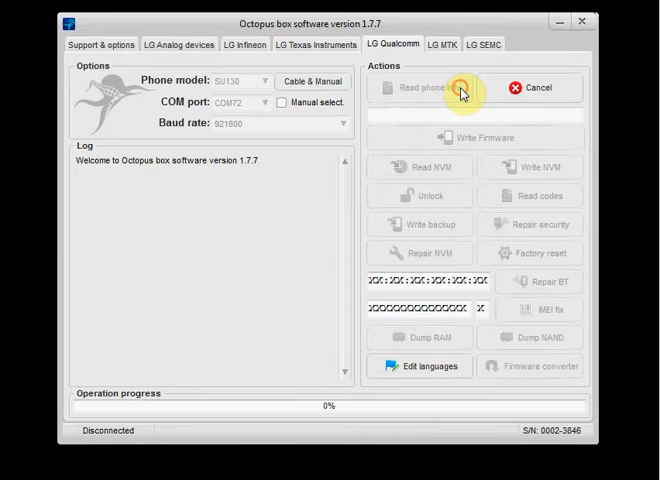 Octopus box software version 1.7.7
Support & options LG Analog devices LG Infineon LG Texas Instruments LG Qualcomm LG MTK LG SEMC
Options
Phone model: SU130 Cable & Manual
COM port: COM72 Manual select.
Baud rate: 921600
Log
Welcome to Octopus box software version 1.7.7
Actions
Read phone Cancel
Write Firmware
Read NVM Write NVM
Unlock Read codes
Write backup Repair security
Repair NVM Factory reset
XX:XX:XX:XX:XX:XX Repair BT
XXXXXXXXXXXXXX X IMEI fix
Dump RAM Dump NAND
Edit languages Firmware converter
Operation progress
0%
Disconnected S/N: 0002-3846